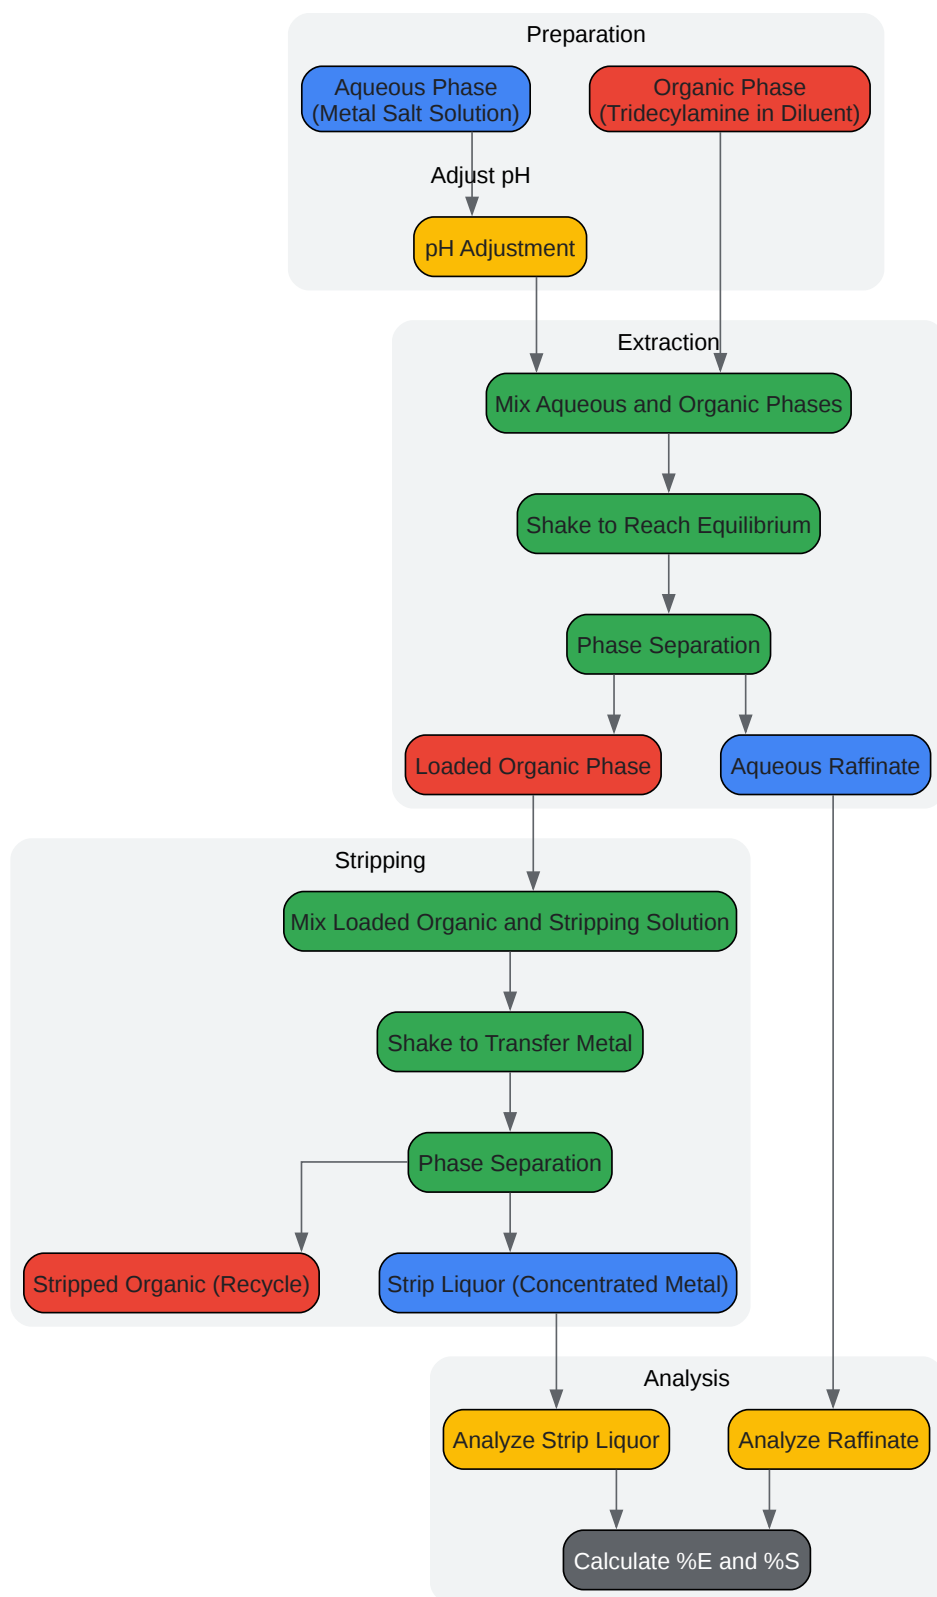 Preparation
Aqueous Phase
(Metal Salt Solution)
Organic Phase
(Tridecylamine in Diluent)
Adjust pH
pH Adjustment
Extraction
Mix Aqueous and Organic Phases
Shake to Reach Equilibrium
Phase Separation
Loaded Organic Phase
Aqueous Raffinate
Stripping
Mix Loaded Organic and Stripping Solution
Shake to Transfer Metal
Phase Separation
Stripped Organic (Recycle)
Strip Liquor (Concentrated Metal)
Analysis
Analyze Strip Liquor
Analyze Raffinate
Calculate %E and %S